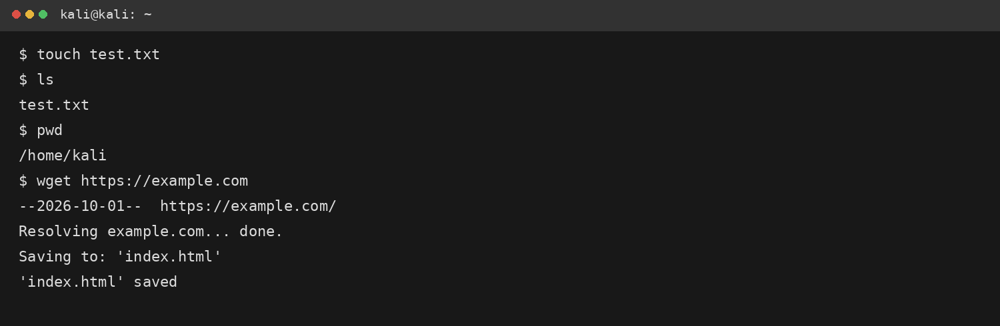 kali@kali: ~
$ touch test.txt
$ ls
test.txt
$ pwd
/home/kali
$ wget https://example.com
--2026-10-01--  https://example.com/
Resolving example.com... done.
Saving to: 'index.html'
'index.html' saved